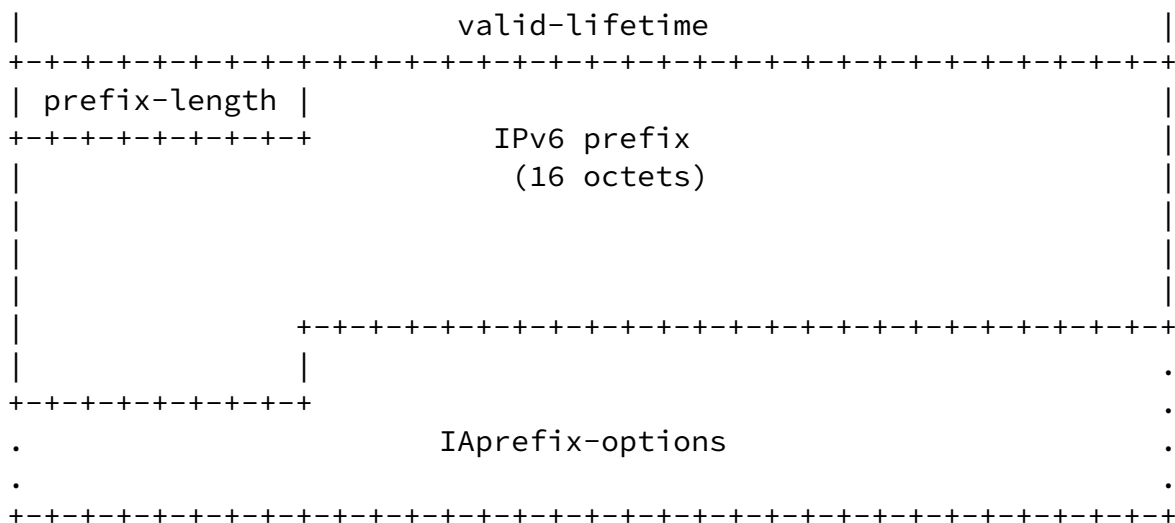 |                        valid-lifetime                         |
+-+-+-+-+-+-+-+-+-+-+-+-+-+-+-+-+-+-+-+-+-+-+-+-+-+-+-+-+-+-+-+-+
| prefix-length |                                               |
+-+-+-+-+-+-+-+-+          IPv6 prefix                          |
|                           (16 octets)                         |
|                                                               |
|                                                               |
|                                                               |
|               +-+-+-+-+-+-+-+-+-+-+-+-+-+-+-+-+-+-+-+-+-+-+-+-+
|               |                                               .
+-+-+-+-+-+-+-+-+                                               .
.                       IAprefix-options                        .
.                                                               .
+-+-+-+-+-+-+-+-+-+-+-+-+-+-+-+-+-+-+-+-+-+-+-+-+-+-+-+-+-+-+-+-+